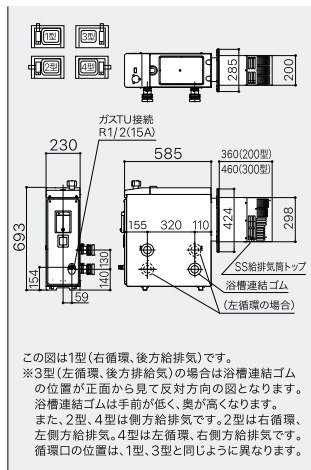 1型
3型
2型
4型
285
200
ガスTU接続
R1/2(15A)
230
585
360(200型)
460(300型)
693
424
298
155
320
110
154
130
140
59
SS給排気筒トップ
浴槽連結ゴム
(左循環の場合)
この図は1型(右循環、後方給排気)です。
※3型(左循環、後方排給気)の場合は浴槽連結ゴム
の位置が正面から見て反対方向の図となります。
浴槽連結ゴムは手前が低く、奥が高くなります。
また、2型、4型は側方給排気です。2型は右循環、
左側方給排気。4型は左循環、右側方給排気です。
循環口の位置は、1型、3型と同じように異なります。